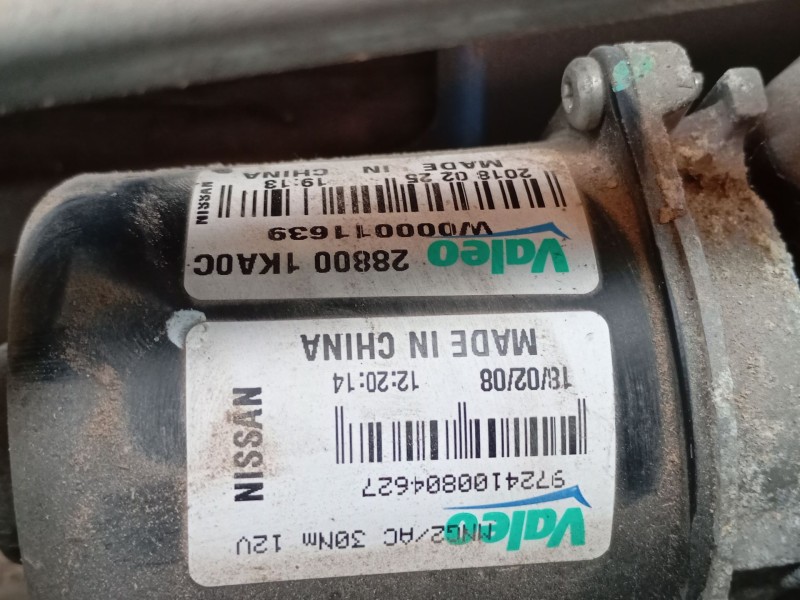 Valeo
MNG2/AC 30Nm 12V
9724100804627
18/02/08 12:20:14
MADE IN CHINA
NISSAN
Valeo
28800 1KA0C
W000011639
2018 02 25 19:13
MADE IN CHINA
NISSAN